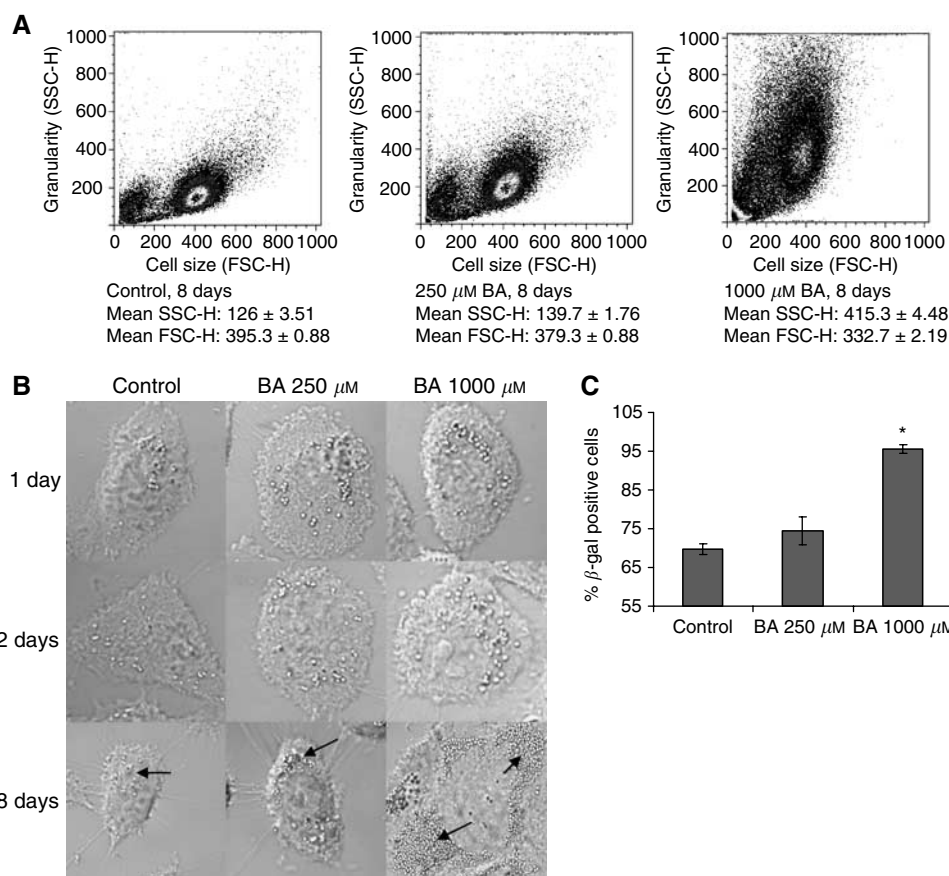 A
Granularity (SSC-H)
1000
800
600
400
200
0 200 400 600 800 1000
Cell size (FSC-H)
Control, 8 days
Mean SSC-H: 126 ± 3.51
Mean FSC-H: 395.3 ± 0.88
Granularity (SSC-H)
1000
800
600
400
200
0 200 400 600 800 1000
Cell size (FSC-H)
250 μM BA, 8 days
Mean SSC-H: 139.7 ± 1.76
Mean FSC-H: 379.3 ± 0.88
Granularity (SSC-H)
1000
800
600
400
200
0
0 200 400 600 800 1000
Cell size (FSC-H)
1000 μM BA, 8 days
Mean SSC-H: 415.3 ± 4.48
Mean FSC-H: 332.7 ± 2.19
B
Control BA 250 μM BA 1000 μM
1 day
2 days
8 days
C
% β-gal positive cells
105
95
85
75
65
55
*
Control BA 250 μM BA 1000 μM